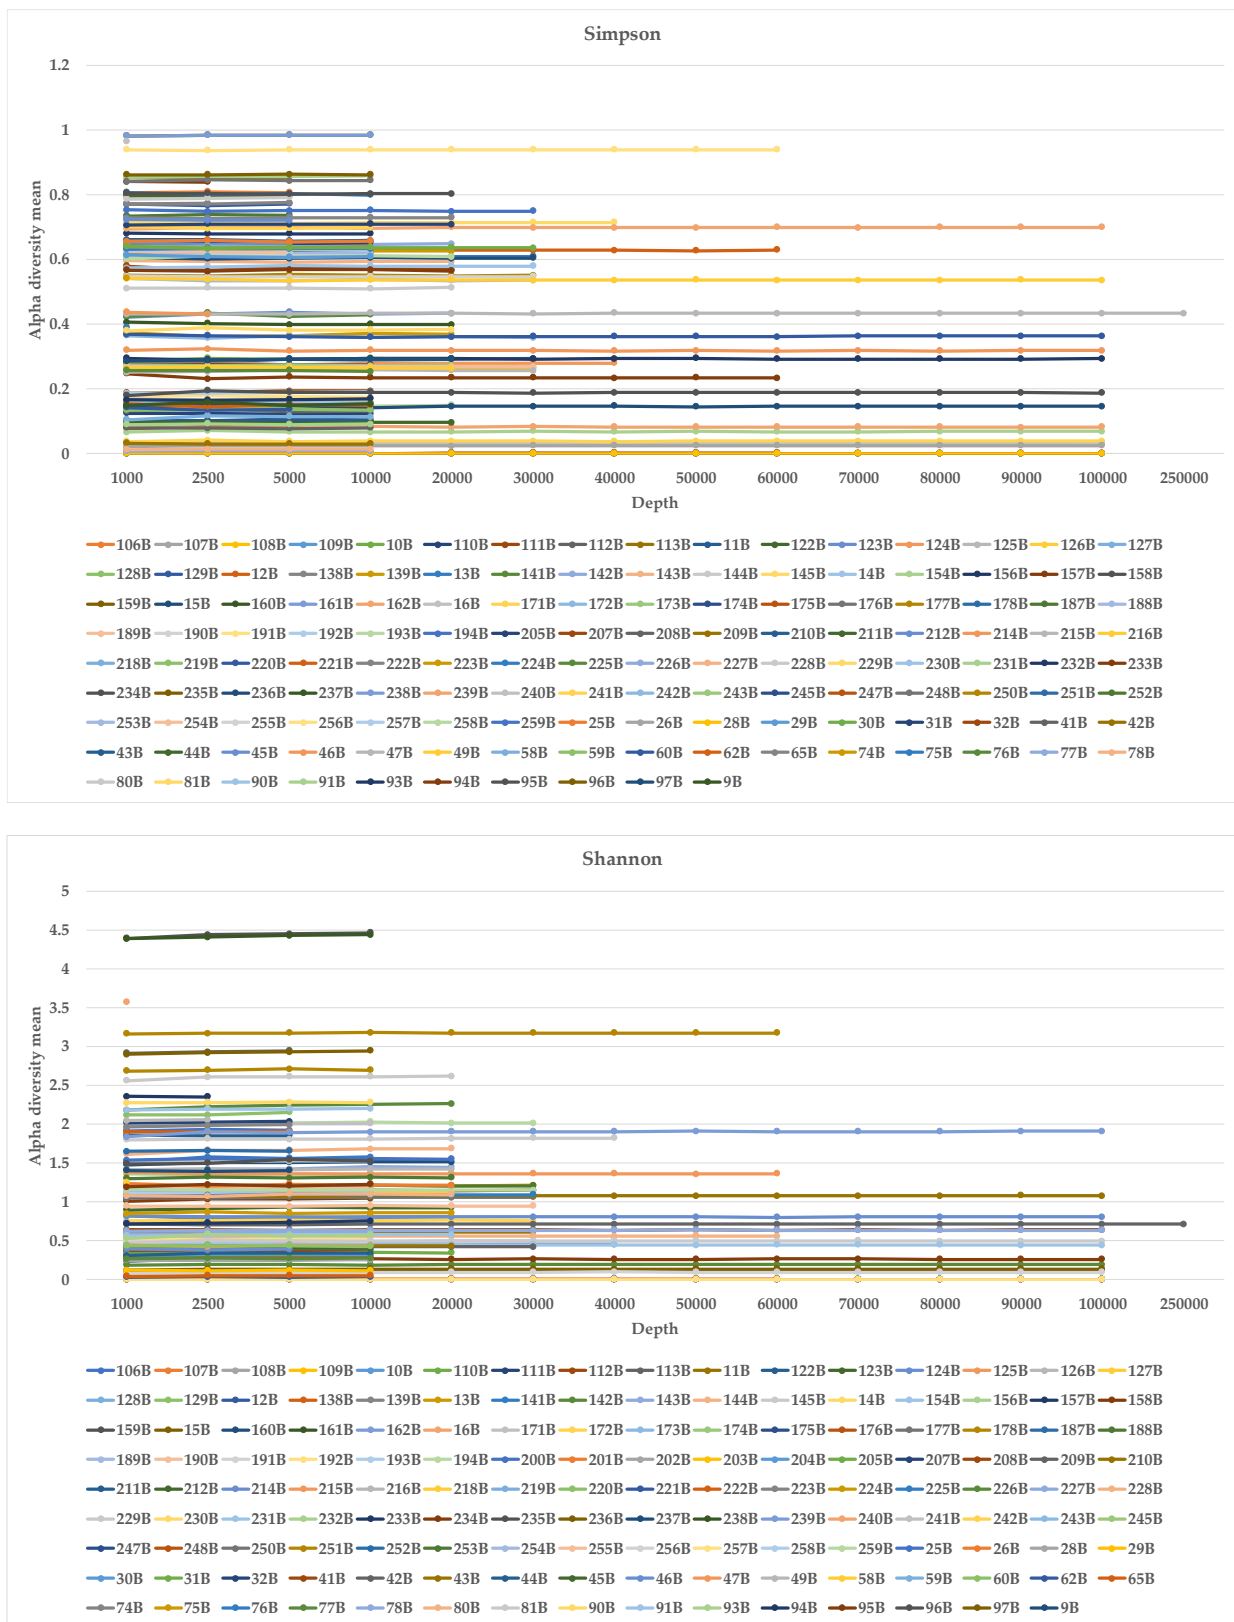 Simpson
1.2
1
0.8
0.6
0.4
0.2
0
Alpha diversity mean
1000 2500 5000 10000 20000 30000 40000 50000 60000 70000 80000 90000 100000 250000
Depth
106B 107B 108B 109B 10B 110B 111B 112B 113B 11B 122B 123B 124B 125B 126B 127B
128B 129B 12B 138B 139B 13B 141B 142B 143B 144B 145B 14B 154B 156B 157B 158B
159B 15B 160B 161B 162B 16B 171B 172B 173B 174B 175B 176B 177B 178B 187B 188B
189B 190B 191B 192B 193B 194B 205B 207B 208B 209B 210B 211B 212B 214B 215B 216B
218B 219B 220B 221B 222B 223B 224B 225B 226B 227B 228B 229B 230B 231B 232B 233B
234B 235B 236B 237B 238B 239B 240B 241B 242B 243B 245B 247B 248B 250B 251B 252B
253B 254B 255B 256B 257B 258B 259B 25B 26B 28B 29B 30B 31B 32B 41B 42B
43B 44B 45B 46B 47B 49B 58B 59B 60B 62B 65B 74B 75B 76B 77B 78B
80B 81B 90B 91B 93B 94B 95B 96B 97B 9B
Shannon
5
4.5
4
3.5
3
2.5
2
1.5
1
0.5
0
Alpha diversity mean
1000 2500 5000 10000 20000 30000 40000 50000 60000 70000 80000 90000 100000 250000
Depth
106B 107B 108B 109B 10B 110B 111B 112B 113B 11B 122B 123B 124B 125B 126B 127B
128B 129B 12B 138B 139B 13B 141B 142B 143B 144B 145B 14B 154B 156B 157B 158B
159B 15B 160B 161B 162B 16B 171B 172B 173B 174B 175B 176B 177B 178B 187B 188B
189B 190B 191B 192B 193B 194B 200B 201B 202B 203B 204B 205B 207B 208B 209B 210B
211B 212B 214B 215B 216B 218B 219B 220B 221B 222B 223B 224B 225B 226B 227B 228B
229B 230B 231B 232B 233B 234B 235B 236B 237B 238B 239B 240B 241B 242B 243B 245B
247B 248B 250B 251B 252B 253B 254B 255B 256B 257B 258B 259B 25B 26B 28B 29B
30B 31B 32B 41B 42B 43B 44B 45B 46B 47B 49B 58B 59B 60B 62B 65B
74B 75B 76B 77B 78B 80B 81B 90B 91B 93B 94B 95B 96B 97B 9B